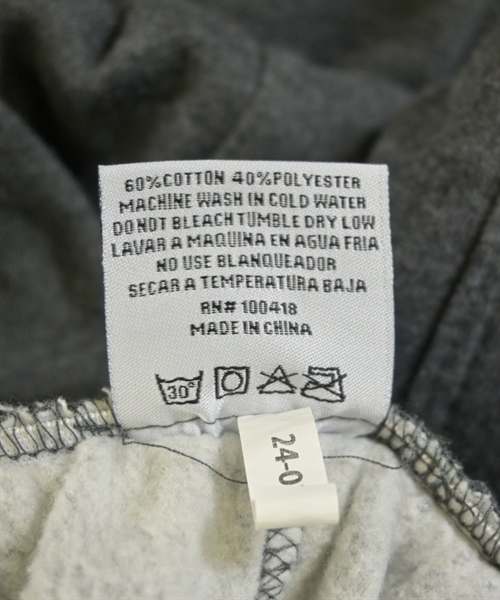 60%COTTON 40%POLYESTER
MACHINE WASH IN COLD WATER
DO NOT BLEACH TUMBLE DRY LOW
LAVAR A MAQUINA EN AGUA FRIA
NO USE BLANQUEADOR
SECAR A TEMPERATURA BAJA
RN# 100418
MADE IN CHINA
30°
24-0